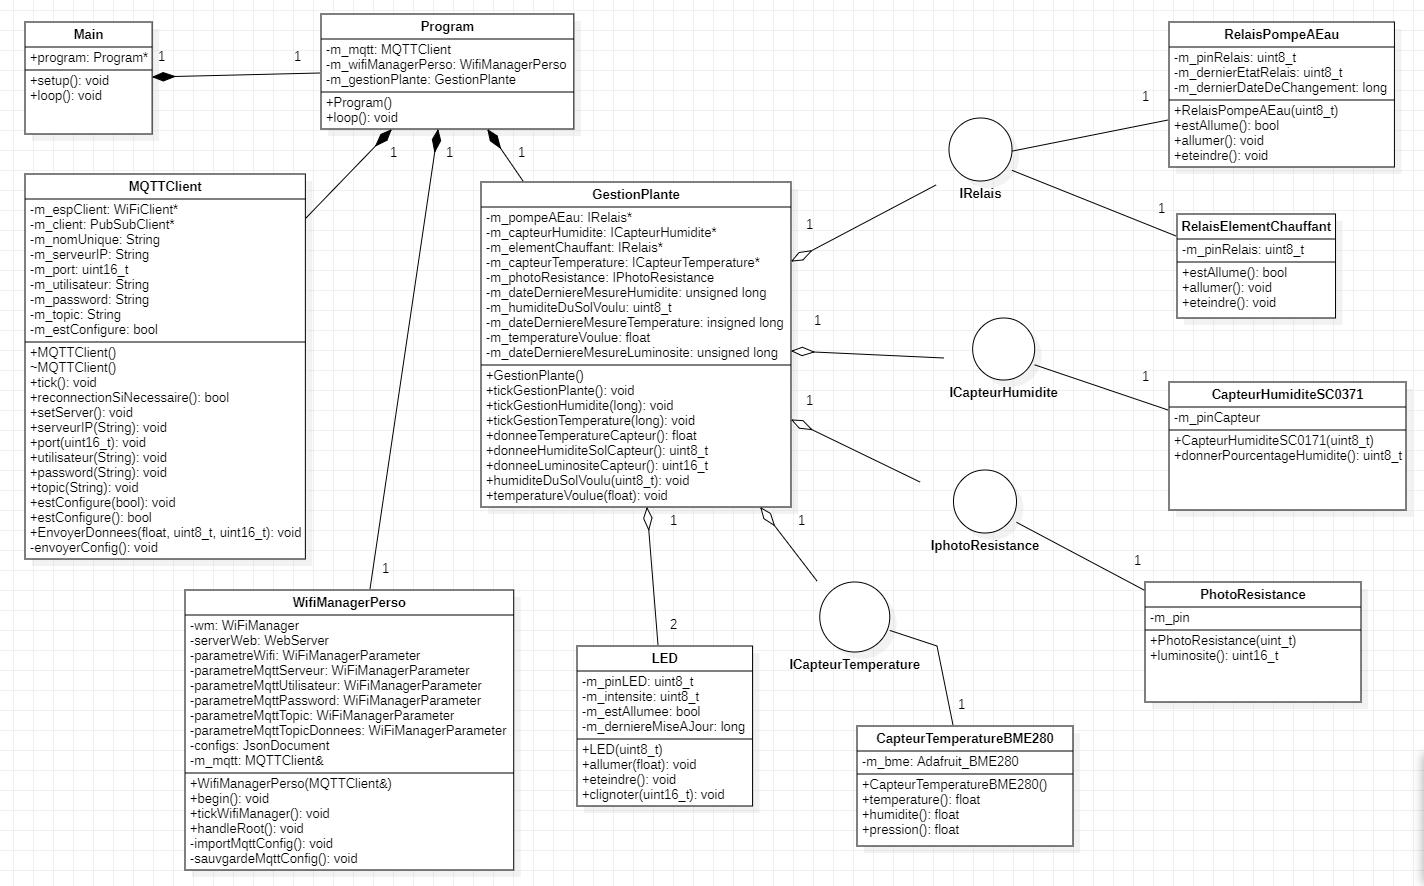 Main
+program: Program*
+setup(): void
+loop(): void
1
1
Program
-m_mqtt: MQTTClient
-m_wifiManagerPerso: WifiManagerPerso
-m_gestionPlante: GestionPlante
+Program()
+loop(): void
1
1
1
MQTTClient
-m_espClient: WiFiClient*
-m_client: PubSubClient*
-m_nomUnique: String
-m_serveurIP: String
-m_port: uint16_t
-m_utilisateur: String
-m_password: String
-m_topic: String
-m_estConfigure: bool
+MQTTClient()
~MQTTClient()
+tick(): void
+reconnectionSiNecessaire(): bool
+setServer(): void
+serveurIP(String): void
+port(uint16_t): void
+utilisateur(String): void
+password(String): void
+topic(String): void
+estConfigure(bool): void
+estConfigure(): bool
+EnvoyerDonnees(float, uint8_t, uint16_t): void
-envoyerConfig(): void
1
WifiManagerPerso
-wm: WiFiManager
-serverWeb: WebServer
-parametreWifi: WiFiManagerParameter
-parametreMqttServeur: WiFiManagerParameter
-parametreMqttUtilisateur: WiFiManagerParameter
-parametreMqttPassword: WiFiManagerParameter
-parametreMqttTopic: WiFiManagerParameter
-parametreMqttTopicDonnees: WiFiManagerParameter
-configs: JsonDocument
-m_mqtt: MQTTClient&
+WifiManagerPerso(MQTTClient&)
+begin(): void
+tickWifiManager(): void
+handleRoot(): void
-importMqttConfig(): void
-sauvgardeMqttConfig(): void
GestionPlante
-m_pompeAEau: IRelais*
-m_capteurHumidite: ICapteurHumidite*
-m_elementChauffant: IRelais*
-m_capteurTemperature: ICapteurTemperature*
-m_photoResistance: IPhotoResistance
-m_dateDerniereMesureHumidite: unsigned long
-m_humiditeDuSolVoulu: uint8_t
-m_dateDerniereMesureTemperature: insigned long
-m_temperatureVoulue: float
-m_dateDerniereMesureLuminosite: unsigned long
+GestionPlante()
+tickGestionPlante(): void
+tickGestionHumidite(long): void
+tickGestionTemperature(long): void
+donneeTemperatureCapteur(): float
+donneeHumiditeSolCapteur(): uint8_t
+donneeLuminositeCapteur(): uint16_t
+humiditeDuSolVoulu(uint8_t): void
+temperatureVoulue(float): void
1
1
1
1
1
2
LED
-m_pinLED: uint8_t
-m_intensite: uint8_t
-m_estAllumee: bool
-m_derniereMiseAJour: long
+LED(uint8_t)
+allumer(float): void
+eteindre(): void
+clignoter(uint16_t): void
IRelais
1
1
RelaisPompeAEau
-m_pinRelais: uint8_t
-m_dernierEtatRelais: uint8_t
-m_dernierDateDeChangement: long
+RelaisPompeAEau(uint8_t)
+estAllume(): bool
+allumer(): void
+eteindre(): void
RelaisElementChauffant
-m_pinRelais: uint8_t
+estAllume(): bool
+allumer(): void
+eteindre(): void
ICapteurHumidite
1
CapteurHumiditeSC0371
-m_pinCapteur
+CapteurHumiditeSC0171(uint8_t)
+donnerPourcentageHumidite(): uint8_t
IphotoResistance
1
PhotoResistance
-m_pin
+PhotoResistance(uint_t)
+luminosite(): uint16_t
ICapteurTemperature
1
CapteurTemperatureBME280
-m_bme: Adafruit_BME280
+CapteurTemperatureBME280()
+temperature(): float
+humidite(): float
+pression(): float